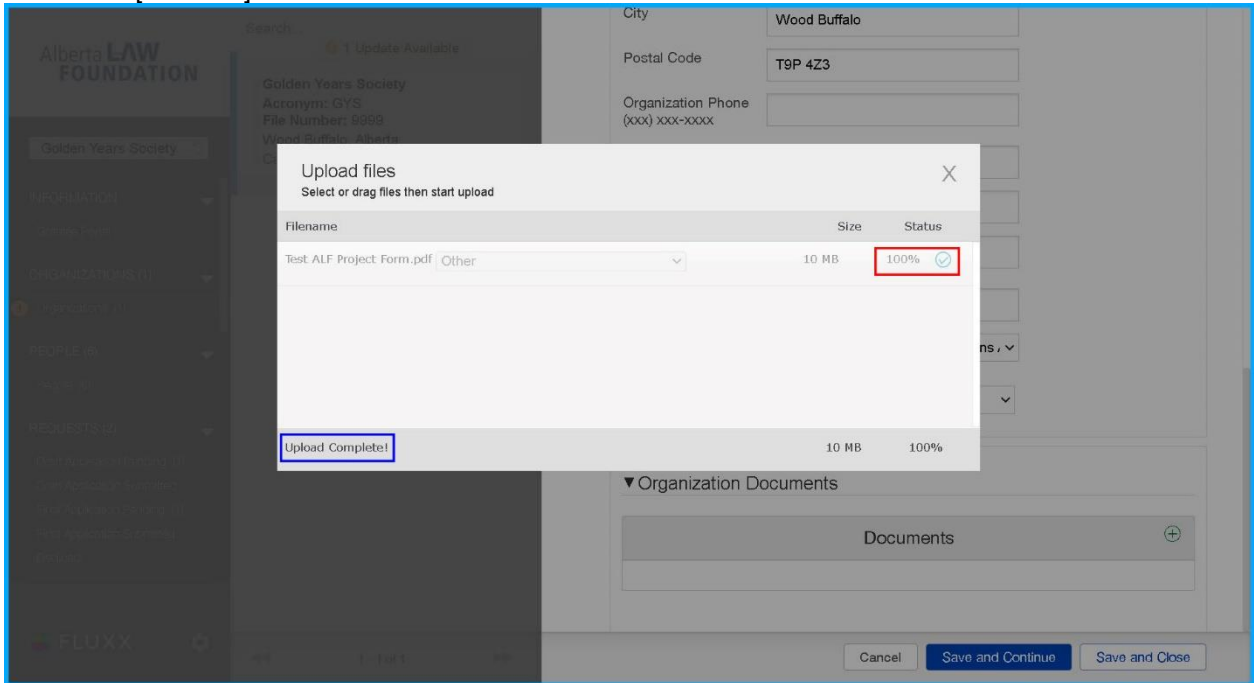 Search...
1 Update Available
Alberta LAW
FOUNDATION
Golden Years Society
Acronym: GYS
File Number: 9999
Wood Buffalo, Alberta
Golden Years Society
INFORMATION
ORGANIZATIONS (1)
Organizations (1)
PEOPLE (6)
REQUESTS (2)
FLUXX
City
Wood Buffalo
Postal Code
T9P 4Z3
Organization Phone
(xxx) xxx-xxxx
Upload files
X
Select or drag files then start upload
Filename
Size
Status
Test ALF Project Form.pdf
Other
10 MB
100%
Upload Complete!
10 MB
100%
Organization Documents
Documents
Cancel
Save and Continue
Save and Close